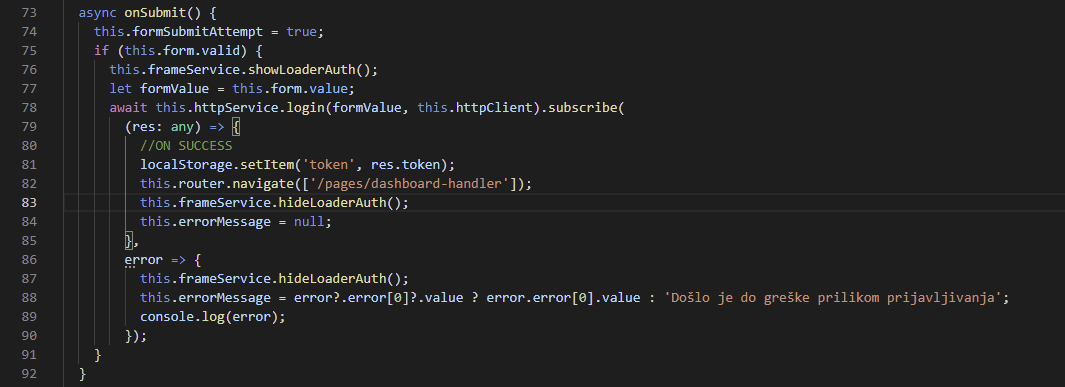 73 async onSubmit() {
74 this.formSubmitAttempt = true;
75 if (this.form.valid) {
76 this.frameService.showLoaderAuth();
77 let formValue = this.form.value;
78 await this.httpService.login(formValue, this.httpClient).subscribe(
79 (res: any) => {
80 //ON SUCCESS
81 localStorage.setItem('token', res.token);
82 this.router.navigate(['/pages/dashboard-handler']);
83 this.frameService.hideLoaderAuth();
84 this.errorMessage = null;
85 },
86 error => {
87 this.frameService.hideLoaderAuth();
88 this.errorMessage = error?.error[0]?.value ? error.error[0].value : 'Došlo je do greške prilikom prijavljivanja';
89 console.log(error);
90 });
91 }
92 }